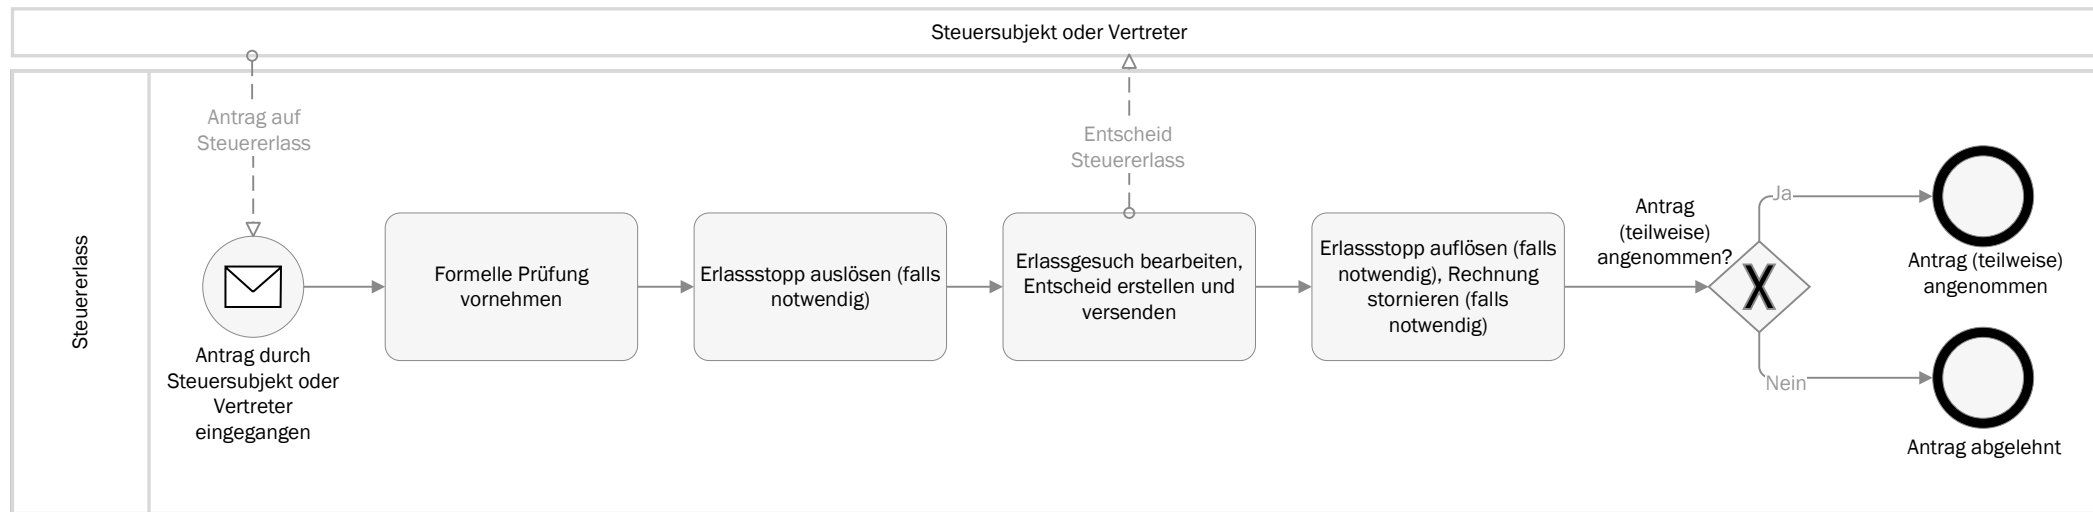 Steuersubjekt oder Vertreter
Steuererlass
Antrag auf
Steuererlass
Antrag durch
Steuersubjekt oder
Vertreter
eingegangen
Formelle Prüfung
vornehmen
Erlassstopp auslösen (falls
notwendig)
Entscheid
Steuererlass
Erlassgesuch bearbeiten,
Entscheid erstellen und
versenden
Erlassstopp auflösen (falls
notwendig), Rechnung
stornieren (falls
notwendig)
Antrag
(teilweise)
angenommen?
X
Ja
Antrag (teilweise)
angenommen
Nein
Antrag abgelehnt